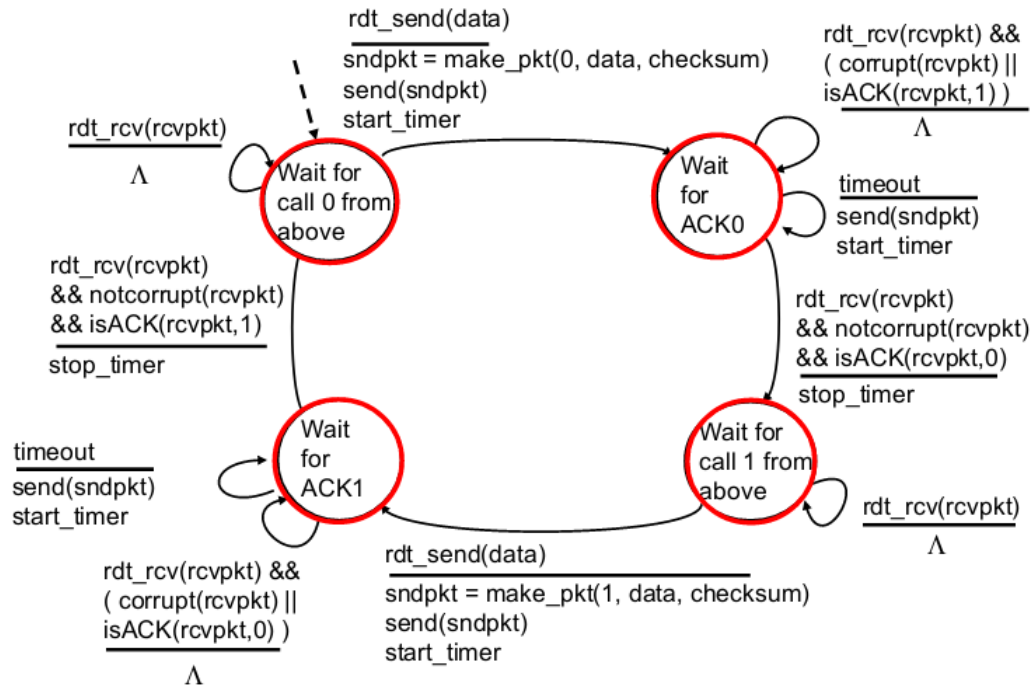 rdt_send(data)
sndpkt = make_pkt(0, data, checksum)
send(sndpkt)
start_timer
rdt_rcv(rcvpkt) &&
( corrupt(rcvpkt) ||
isACK(rcvpkt,1) )
Λ
rdt_rcv(rcvpkt)
Λ
Wait for
call 0 from
above
Wait
for
ACK0
timeout
send(sndpkt)
start_timer
rdt_rcv(rcvpkt)
&& notcorrupt(rcvpkt)
&& isACK(rcvpkt,1)
stop_timer
rdt_rcv(rcvpkt)
&& notcorrupt(rcvpkt)
&& isACK(rcvpkt,0)
stop_timer
timeout
send(sndpkt)
start_timer
Wait
for
ACK1
Wait for
call 1 from
above
rdt_rcv(rcvpkt)
Λ
rdt_rcv(rcvpkt) &&
( corrupt(rcvpkt) ||
isACK(rcvpkt,0) )
Λ
rdt_send(data)
sndpkt = make_pkt(1, data, checksum)
send(sndpkt)
start_timer